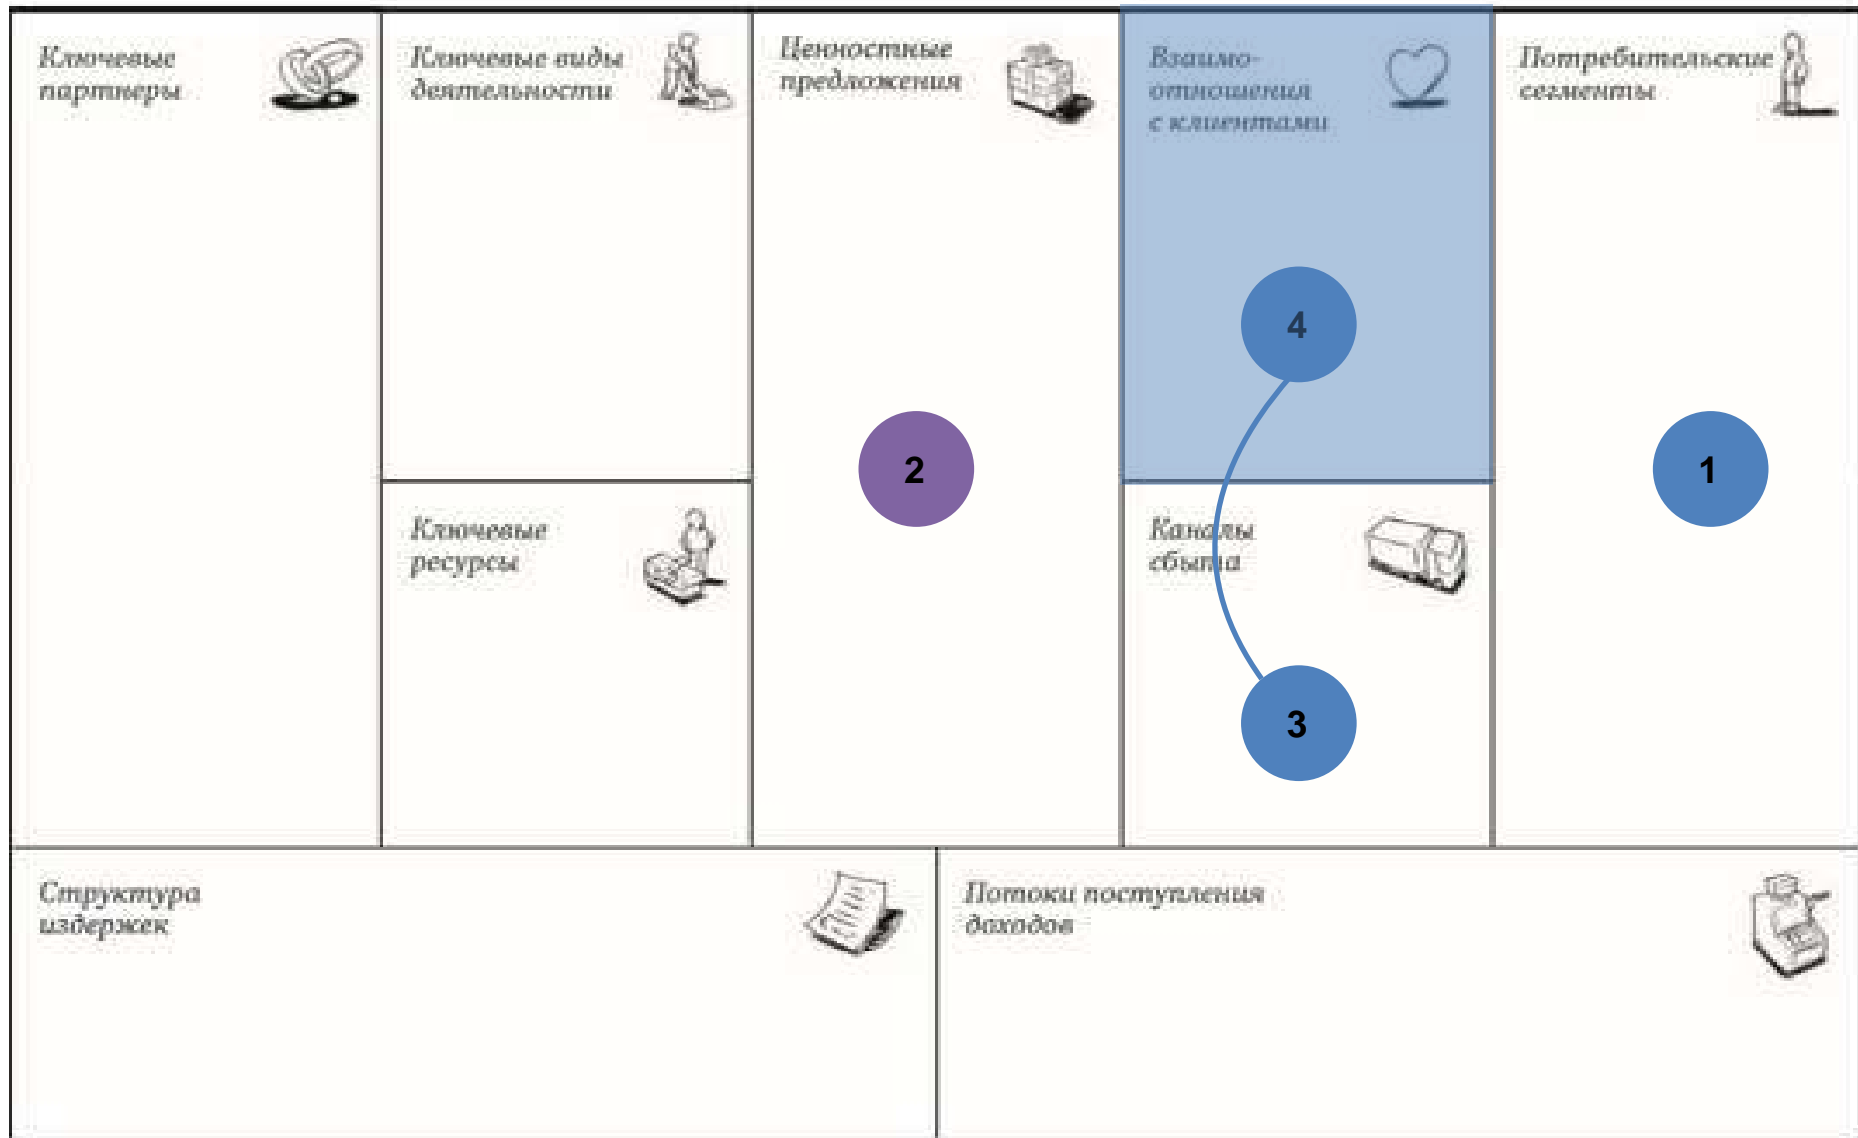 Ключевые
партнеры
Ключевые виды
деятельности
Ценностные
предложения
Взаимо-
отношения
с клиентами
Потребительские
сегменты
4
2
1
Ключевые
ресурсы
Каналы
сбыта
3
Структура
издержек
Потоки поступления
доходов